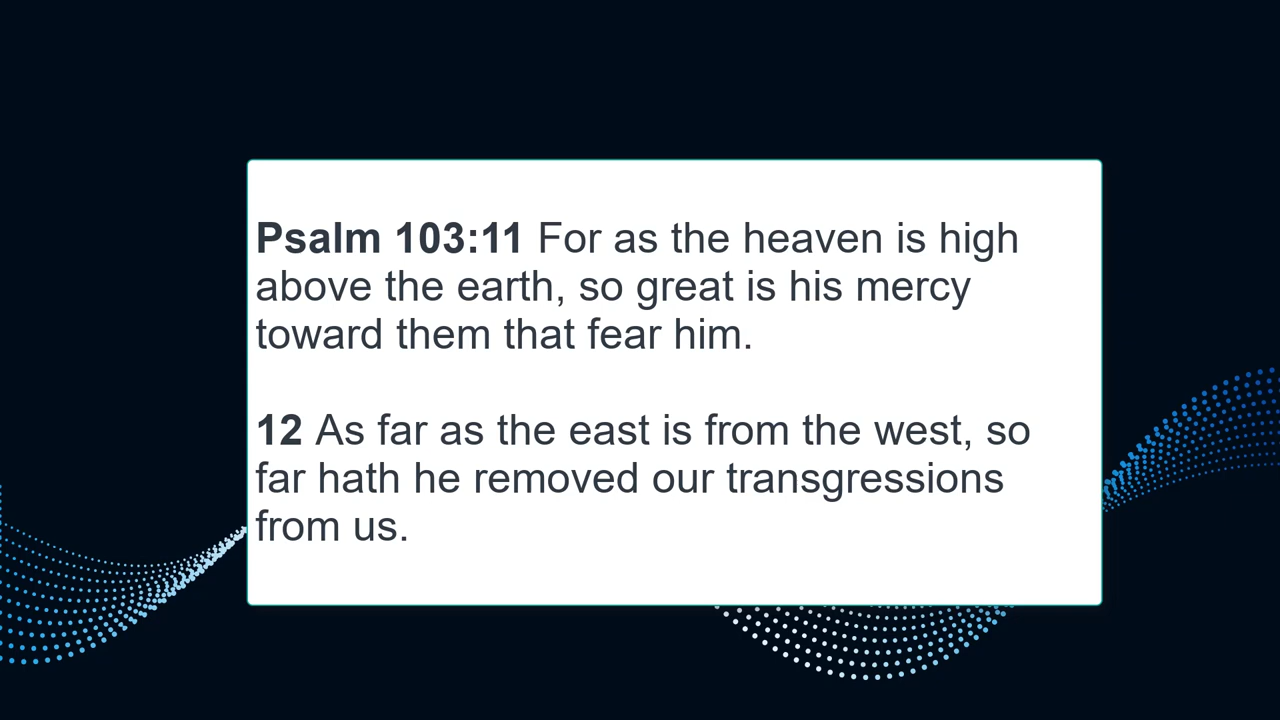 Psalm 103:11 For as the heaven is high
above the earth, so great is his mercy
toward them that fear him.
12 As far as the east is from the west, so
far hath he removed our transgressions
from us.